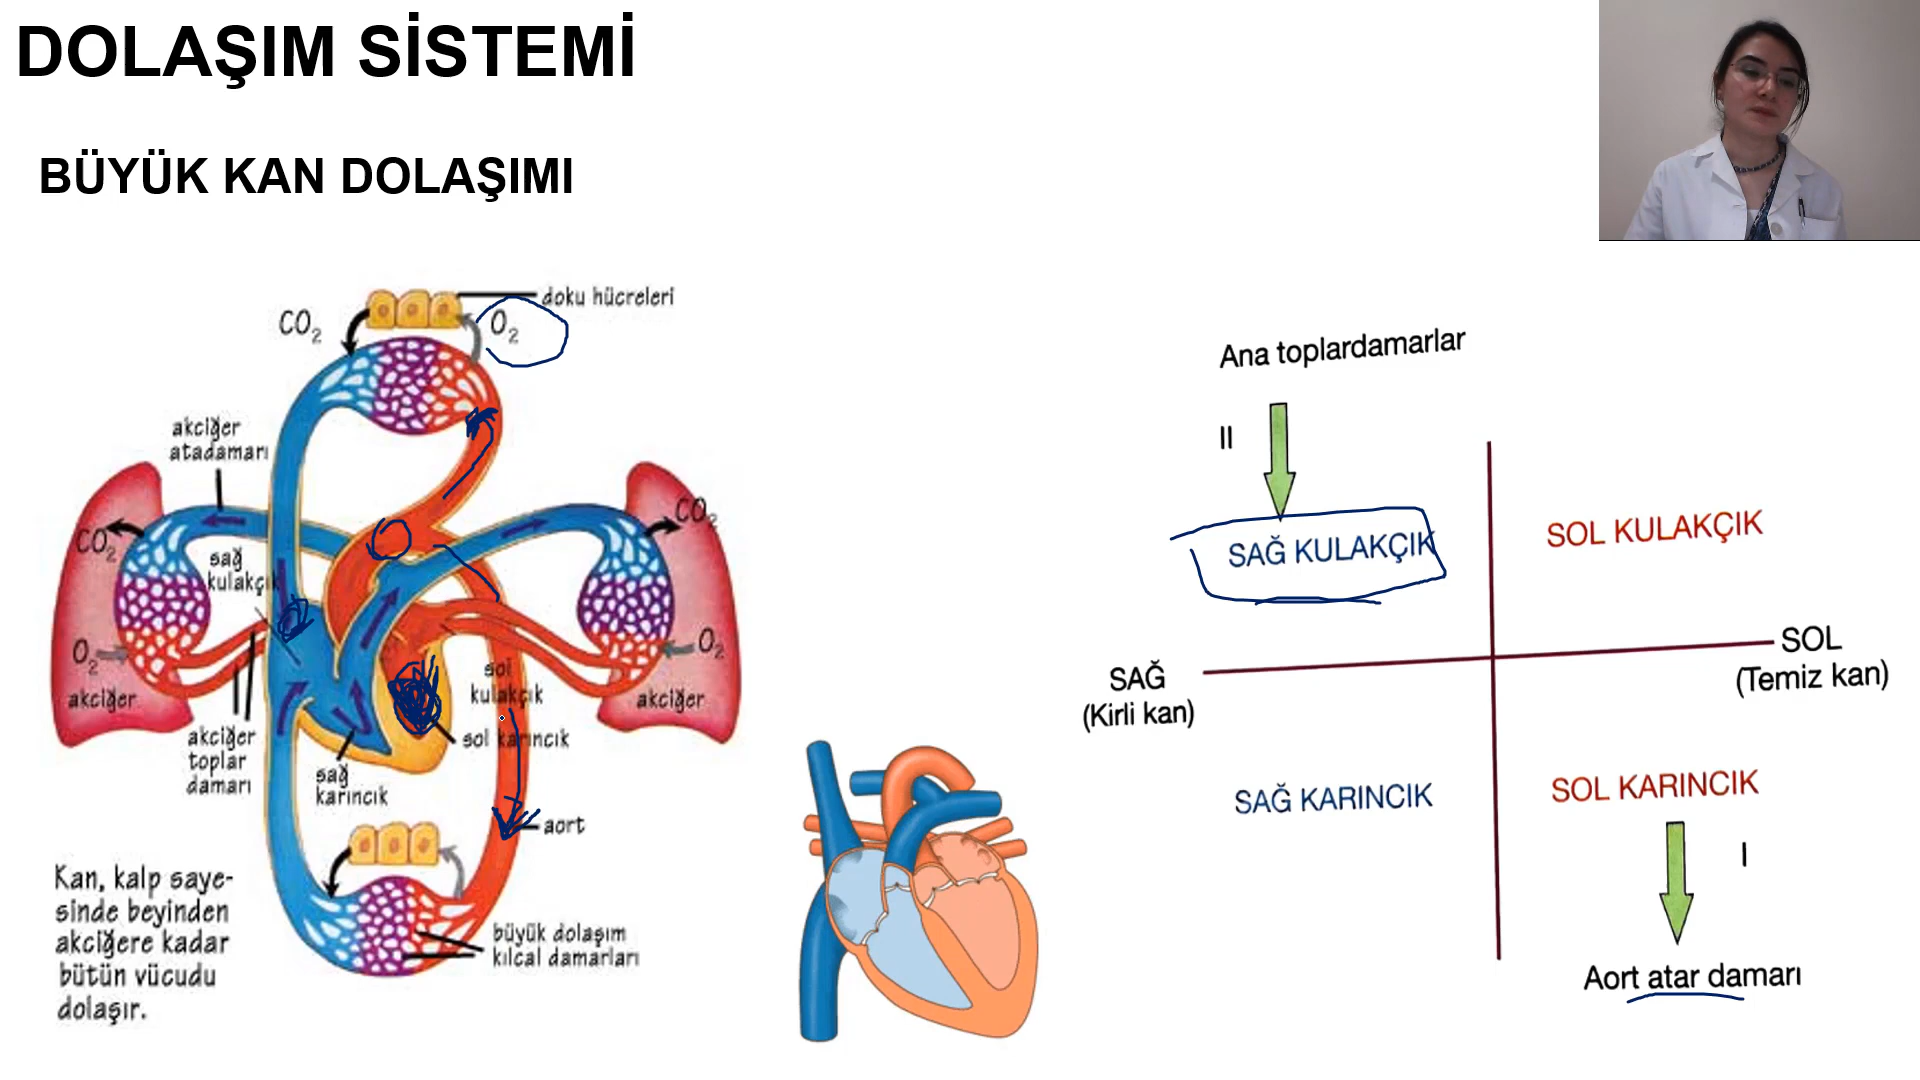 DOLAŞIM SİSTEMİ
BÜYÜK KAN DOLAŞIMI
doku hücreleri
CO2
O2
akciğer
atadamarı
CO2
CO2
sağ
kulakçı
O2
O2
akciğer
akciğer
sol
kulakçık
akciğer
toplar
damarı
sol karıncık
sağ
karıncık
aort
Kan, kalp saye-
sinde beyinden
akciğere kadar
bütün vücudu
dolaşır.
büyük dolaşım
kılcal damarları
Ana toplardamarlar
II
SAĞ KULAKÇIK
SOL KULAKÇIK
SAĞ
(Kirli kan)
SOL
(Temiz kan)
SAĞ KARINCIK
SOL KARINCIK
I
Aort atar damarı